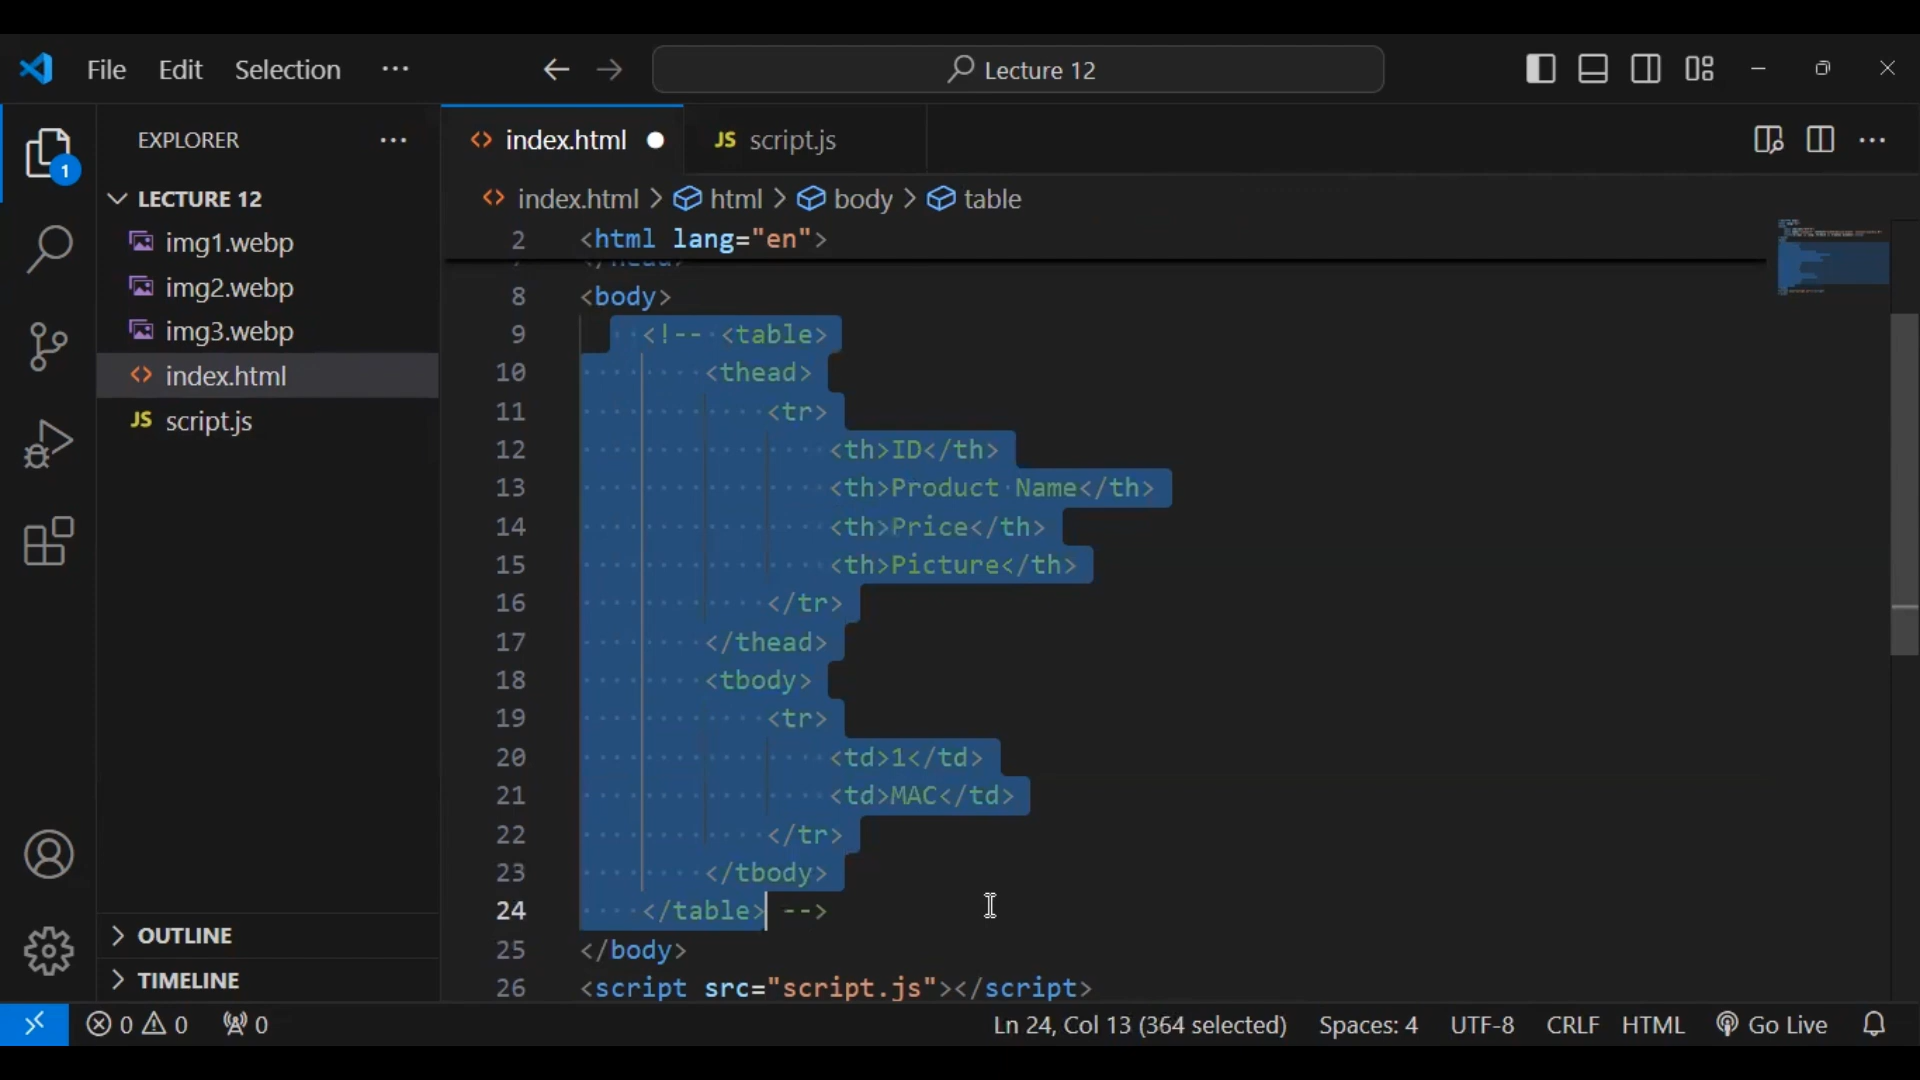 File Edit Selection ··· Lecture 12
EXPLORER ···
1
LECTURE 12
img1.webp
img2.webp
img3.webp
index.html
JS script.js
OUTLINE
TIMELINE
index.html
JS script.js
index.html > html > body > table
2 <html lang="en">
8 <body>
9 <!-- <table>
10 <thead>
11 <tr>
12 <th>ID</th>
13 <th>Product Name</th>
14 <th>Price</th>
15 <th>Picture</th>
16 </tr>
17 </thead>
18 <tbody>
19 <tr>
20 <td>1</td>
21 <td>MAC</td>
22 </tr>
23 </tbody>
24 </table> -->
25 </body>
26 <script src="script.js"></script>
0 0 0 Ln 24, Col 13 (364 selected) Spaces: 4 UTF-8 CRLF HTML Go Live